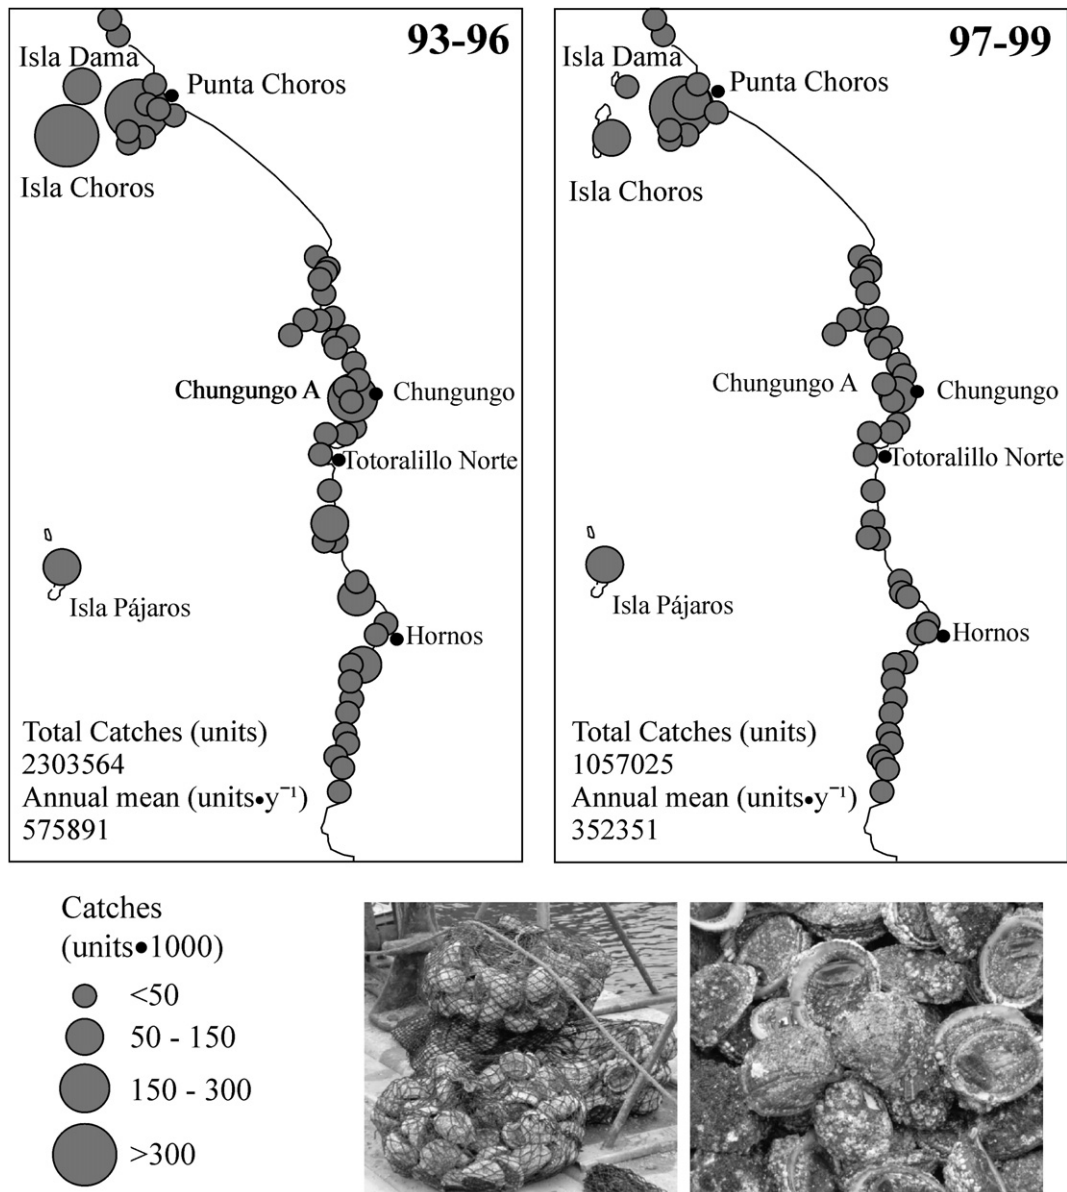 93-96
Isla Dama
Punta Choros
Isla Choros
Chungungo A
Chungungo
Totoralillo Norte
Isla Pájaros
Hornos
Total Catches (units)
2303564
Annual mean (units•y⁻¹)
575891
97-99
Isla Dama
Punta Choros
Isla Choros
Chungungo A
Chungungo
Totoralillo Norte
Isla Pájaros
Hornos
Total Catches (units)
1057025
Annual mean (units•y⁻¹)
352351
Catches
(units•1000)
<50
50 - 150
150 - 300
>300